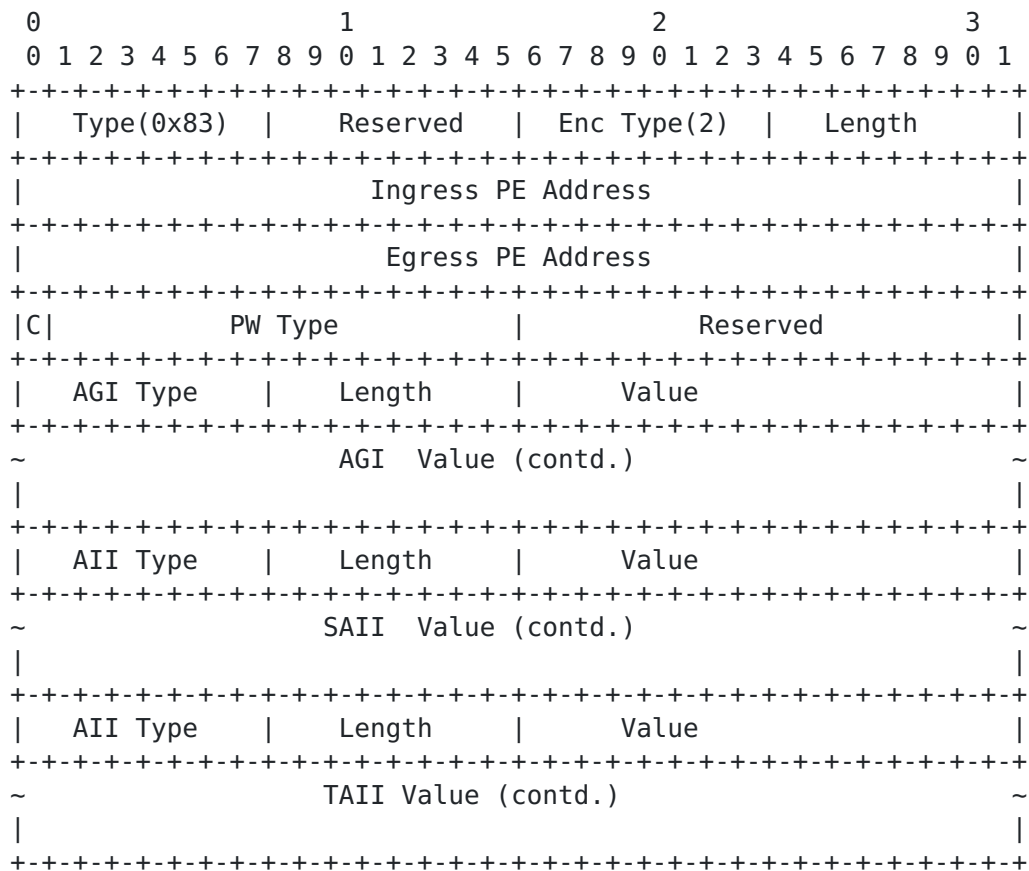 0                   1                   2                   3
 0 1 2 3 4 5 6 7 8 9 0 1 2 3 4 5 6 7 8 9 0 1 2 3 4 5 6 7 8 9 0 1
+-+-+-+-+-+-+-+-+-+-+-+-+-+-+-+-+-+-+-+-+-+-+-+-+-+-+-+-+-+-+-+-+
|   Type(0x83)  |    Reserved   |  Enc Type(2)  |   Length      |
+-+-+-+-+-+-+-+-+-+-+-+-+-+-+-+-+-+-+-+-+-+-+-+-+-+-+-+-+-+-+-+-+
|                      Ingress PE Address                       |
+-+-+-+-+-+-+-+-+-+-+-+-+-+-+-+-+-+-+-+-+-+-+-+-+-+-+-+-+-+-+-+-+
|                       Egress PE Address                       |
+-+-+-+-+-+-+-+-+-+-+-+-+-+-+-+-+-+-+-+-+-+-+-+-+-+-+-+-+-+-+-+-+
|C|           PW Type           |           Reserved            |
+-+-+-+-+-+-+-+-+-+-+-+-+-+-+-+-+-+-+-+-+-+-+-+-+-+-+-+-+-+-+-+-+
|   AGI Type    |    Length     |      Value                    |
+-+-+-+-+-+-+-+-+-+-+-+-+-+-+-+-+-+-+-+-+-+-+-+-+-+-+-+-+-+-+-+-+
~                    AGI  Value (contd.)                        ~
|                                                               |
+-+-+-+-+-+-+-+-+-+-+-+-+-+-+-+-+-+-+-+-+-+-+-+-+-+-+-+-+-+-+-+-+
|   AII Type    |    Length     |      Value                    |
+-+-+-+-+-+-+-+-+-+-+-+-+-+-+-+-+-+-+-+-+-+-+-+-+-+-+-+-+-+-+-+-+
~                   SAII  Value (contd.)                        ~
|                                                               |
+-+-+-+-+-+-+-+-+-+-+-+-+-+-+-+-+-+-+-+-+-+-+-+-+-+-+-+-+-+-+-+-+
|   AII Type    |    Length     |      Value                    |
+-+-+-+-+-+-+-+-+-+-+-+-+-+-+-+-+-+-+-+-+-+-+-+-+-+-+-+-+-+-+-+-+
~                   TAII Value (contd.)                         ~
|                                                               |
+-+-+-+-+-+-+-+-+-+-+-+-+-+-+-+-+-+-+-+-+-+-+-+-+-+-+-+-+-+-+-+-+